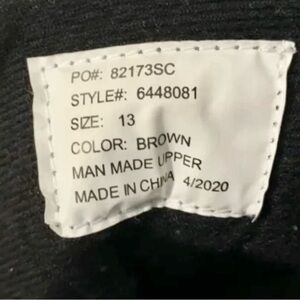 PO#: 82173SC
STYLE#: 6448081
SIZE: 13
COLOR: BROWN
MAN MADE UPPER
MADE IN CHINA 4/2020